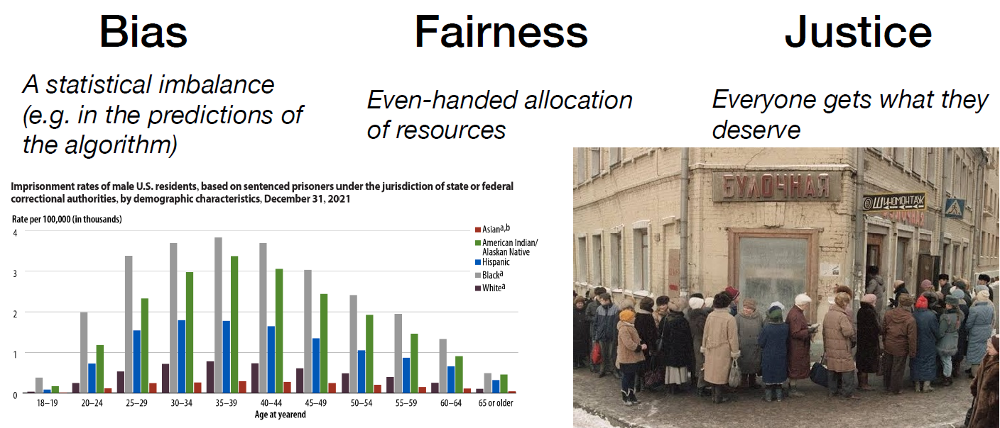 Bias
Fairness
Justice
A statistical imbalance
(e.g. in the predictions of
the algorithm)
Even-handed allocation
of resources
Everyone gets what they
deserve
Imprisonment rates of male U.S. residents, based on sentenced prisoners under the jurisdiction of state or federal
correctional authorities, by demographic characteristics, December 31, 2021
Rate per 100,000 (in thousands)
4
3
2
1
0
Asianᵃ,ᵇ
American Indian/
Alaskan Native
Hispanic
Blackᵃ
Whiteᵃ
18–19 20–24 25–29 30–34 35–39 40–44 45–49 50–54 55–59 60–64 65 or older
Age at yearend
БУЛОЧНАЯ
ШИНОМОНТАЖ